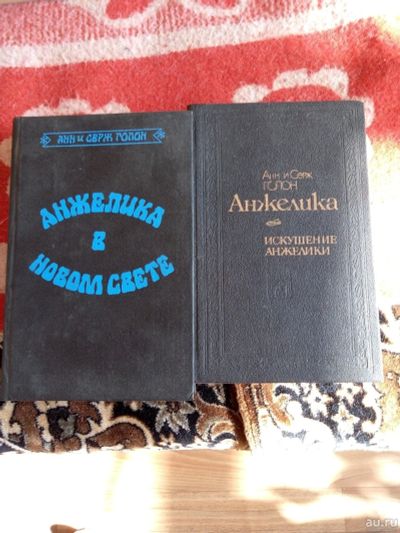 АНН И СЕРЖ ГОЛОН
АНЖЕЛИКА
В
НОВОМ СВЕТЕ
Анн и Серж
ГОЛОН
Анжелика
ИСКУШЕНИЕ
АНЖЕЛИКИ
au.ru